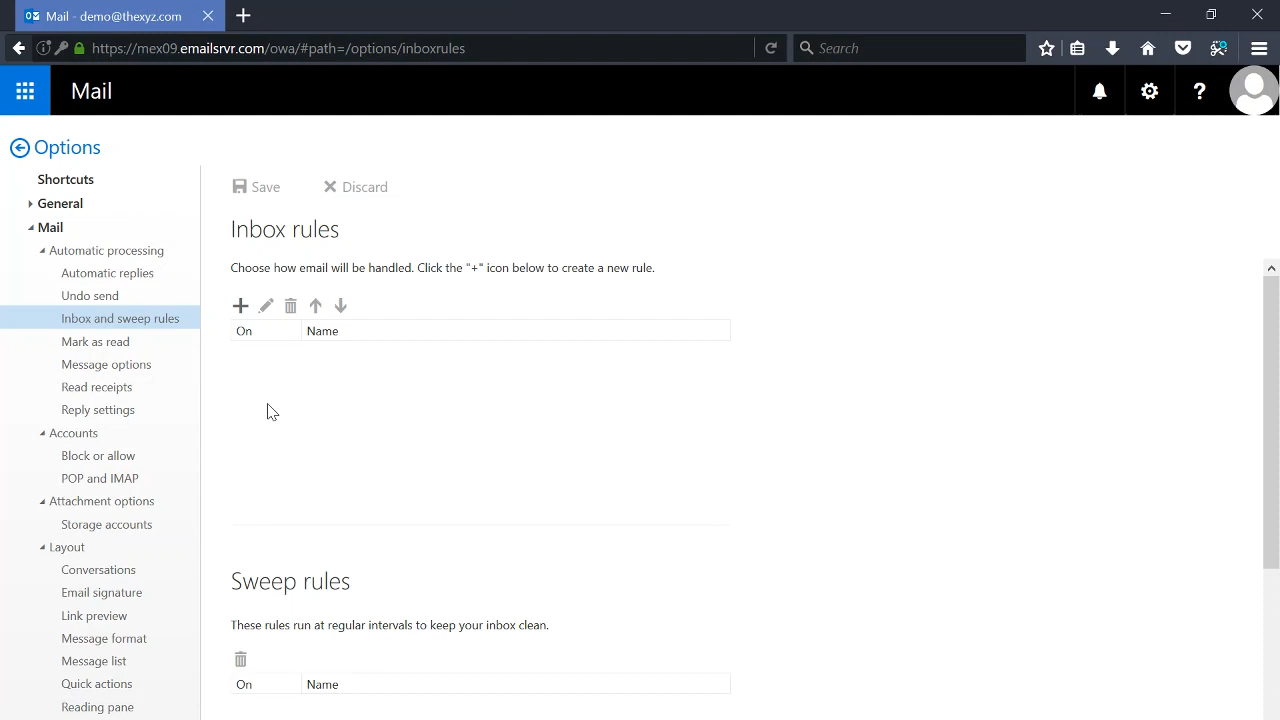 Mail - demo@thexyz.com
https://mex09.emailsrvr.com/owa/#path=/options/inboxrules
Search
Mail
Options
Shortcuts
General
Mail
Automatic processing
Automatic replies
Undo send
Inbox and sweep rules
Mark as read
Message options
Read receipts
Reply settings
Accounts
Block or allow
POP and IMAP
Attachment options
Storage accounts
Layout
Conversations
Email signature
Link preview
Message format
Message list
Quick actions
Reading pane
Save Discard
Inbox rules
Choose how email will be handled. Click the "+" icon below to create a new rule.
On Name
Sweep rules
These rules run at regular intervals to keep your inbox clean.
On Name